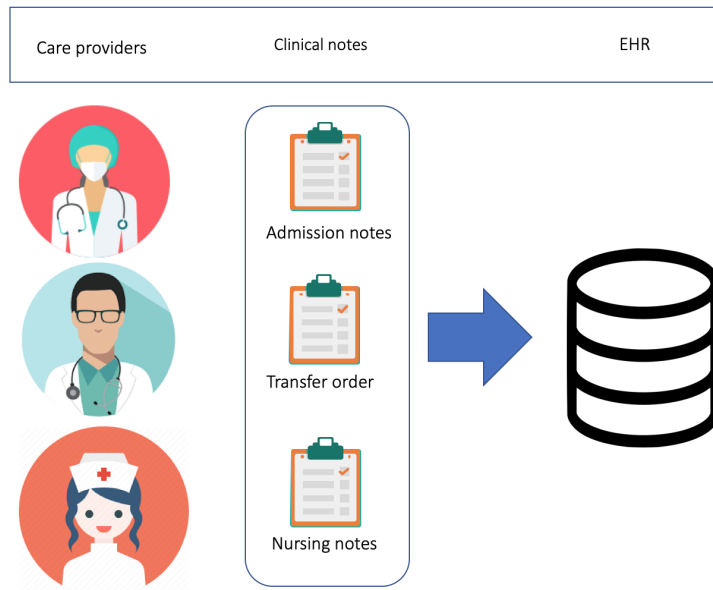 Care providers
Clinical notes
EHR
Admission notes
Transfer order
Nursing notes